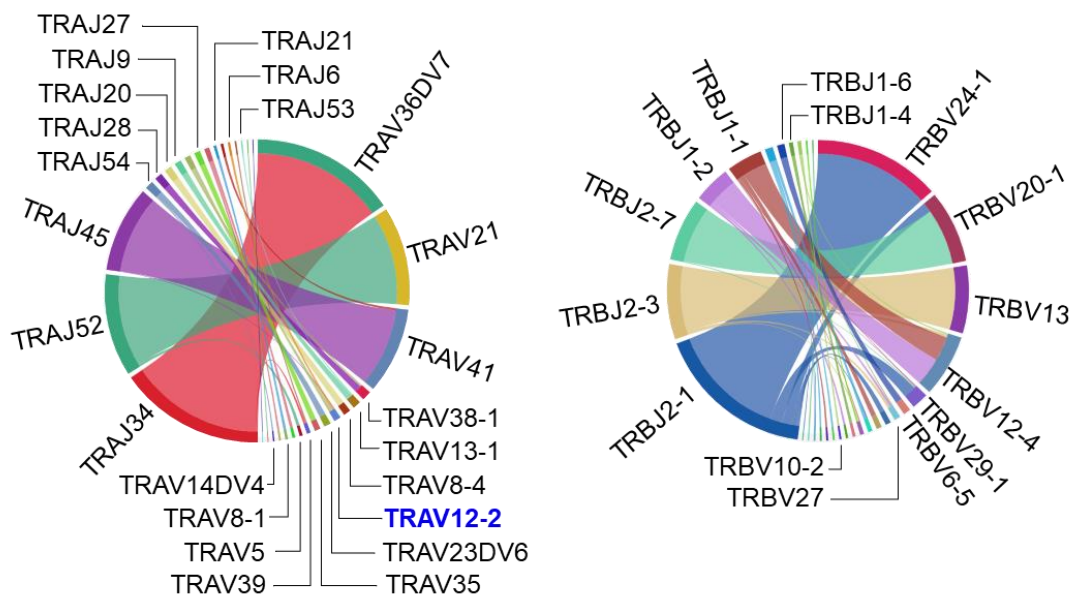 TRAJ27
TRAJ9
TRAJ20
TRAJ28
TRAJ54
TRAJ45
TRAJ52
TRAJ34
TRAJ21
TRAJ6
TRAJ53
TRAV36DV7
TRAV21
TRAV41
TRAV38-1
TRAV13-1
TRAV8-4
TRAV12-2
TRAV23DV6
TRAV35
TRAV14DV4
TRAV8-1
TRAV5
TRAV39
TRBJ1-6
TRBJ1-4
TRBJ1-1
TRBJ1-2
TRBJ2-7
TRBJ2-3
TRBJ2-1
TRBV24-1
TRBV20-1
TRBV13
TRBV12-4
TRBV29-1
TRBV6-5
TRBV10-2
TRBV27